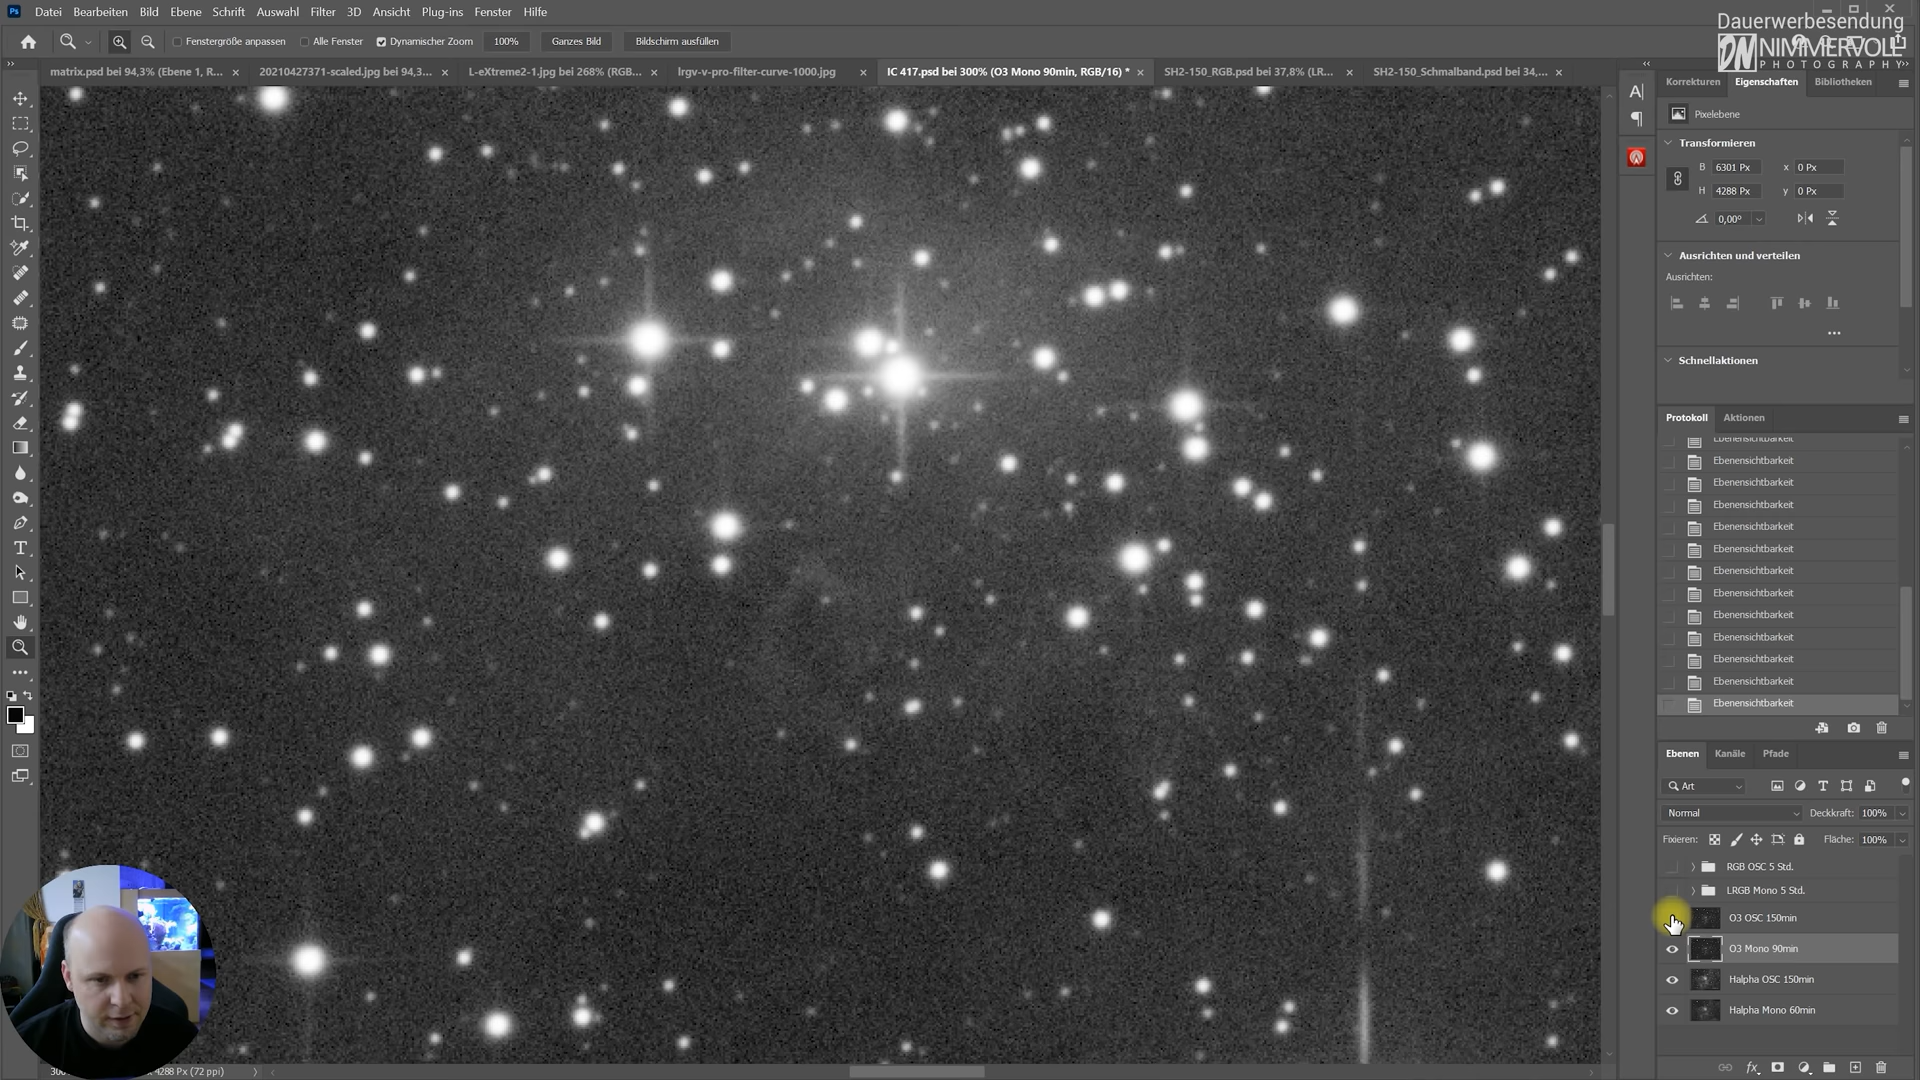 Datei Bearbeiten Bild Ebene Schrift Auswahl Filter 3D Ansicht Plug-ins Fenster Hilfe
Dauerwerbesendung
DN NIMMERVOLL
PHOTOGRAPHY
Fenstergröße anpassen Alle Fenster Dynamischer Zoom 100% Ganzes Bild Bildschirm ausfüllen
matrix.psd bei 94,3% (Ebene 1, R... × 20210427371-scaled.jpg bei 94,3... × L-eXtreme2-1.jpg bei 268% (RGB... × lrgv-v-pro-filter-curve-1000.jpg × IC 417.psd bei 300% (O3 Mono 90min, RGB/16) * × SH2-150_RGB.psd bei 37,8% (LR... × SH2-150_Schmalband.psd bei 34,... ×
Korrekturen Eigenschaften Bibliotheken
Pixelebene
Transformieren
B 6301 Px x 0 Px
H 4288 Px y 0 Px
0,00°
Ausrichten und verteilen
Ausrichten:
Schnellaktionen
Protokoll Aktionen
Ebenensichtbarkeit
Ebenensichtbarkeit
Ebenensichtbarkeit
Ebenensichtbarkeit
Ebenensichtbarkeit
Ebenensichtbarkeit
Ebenensichtbarkeit
Ebenensichtbarkeit
Ebenensichtbarkeit
Ebenensichtbarkeit
Ebenensichtbarkeit
Ebenensichtbarkeit
Ebenensichtbarkeit
Ebenen Kanäle Pfade
Art
Normal Deckkraft: 100%
Fixieren: Fläche: 100%
RGB OSC 5 Std.
LRGB Mono 5 Std.
O3 OSC 150min
O3 Mono 90min
Halpha OSC 150min
Halpha Mono 60min
4288 Px (72 ppi)